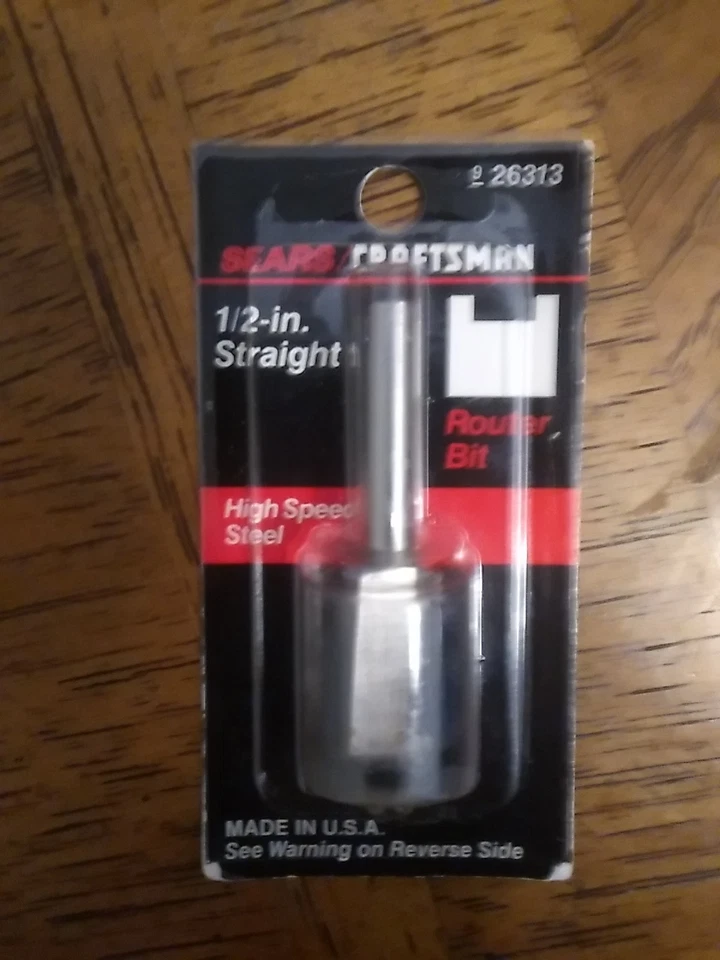 9 26313
SEARS / CRAFTSMAN
1/2-in.
Straight
Router
Bit
High Speed
Steel
MADE IN U.S.A.
See Warning on Reverse Side